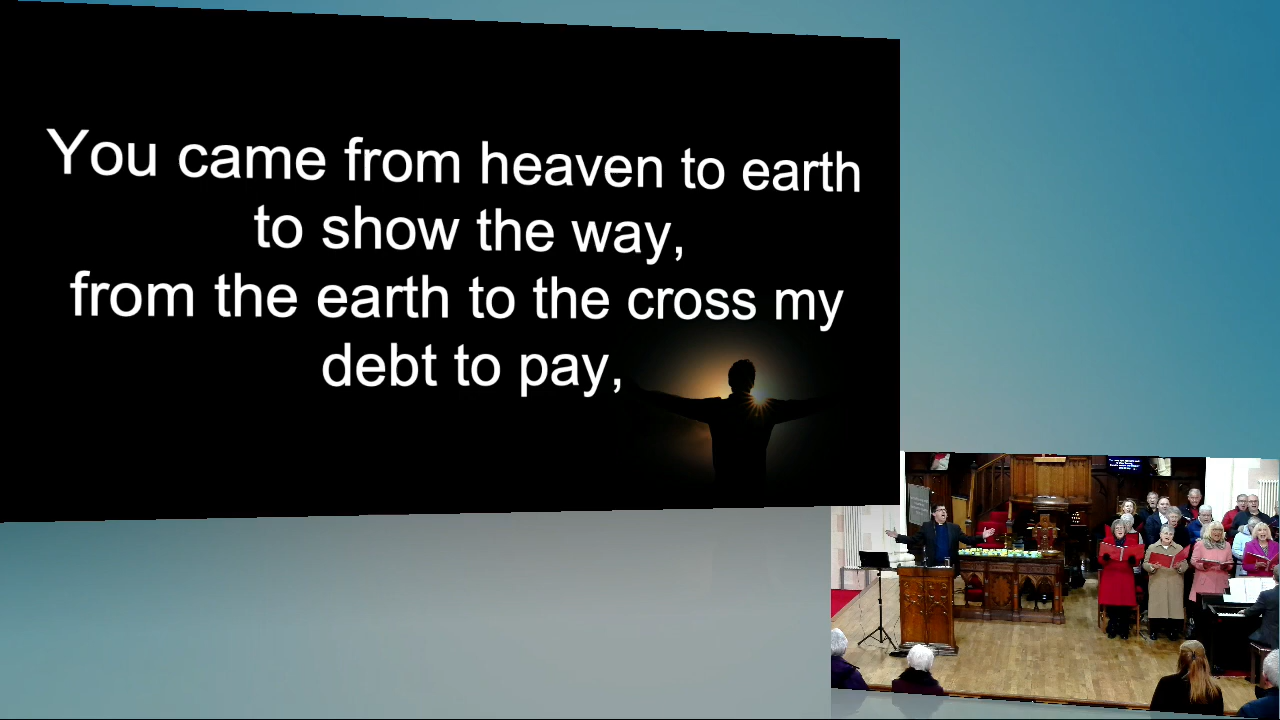 You came from heaven to earth
to show the way,
from the earth to the cross my
debt to pay,